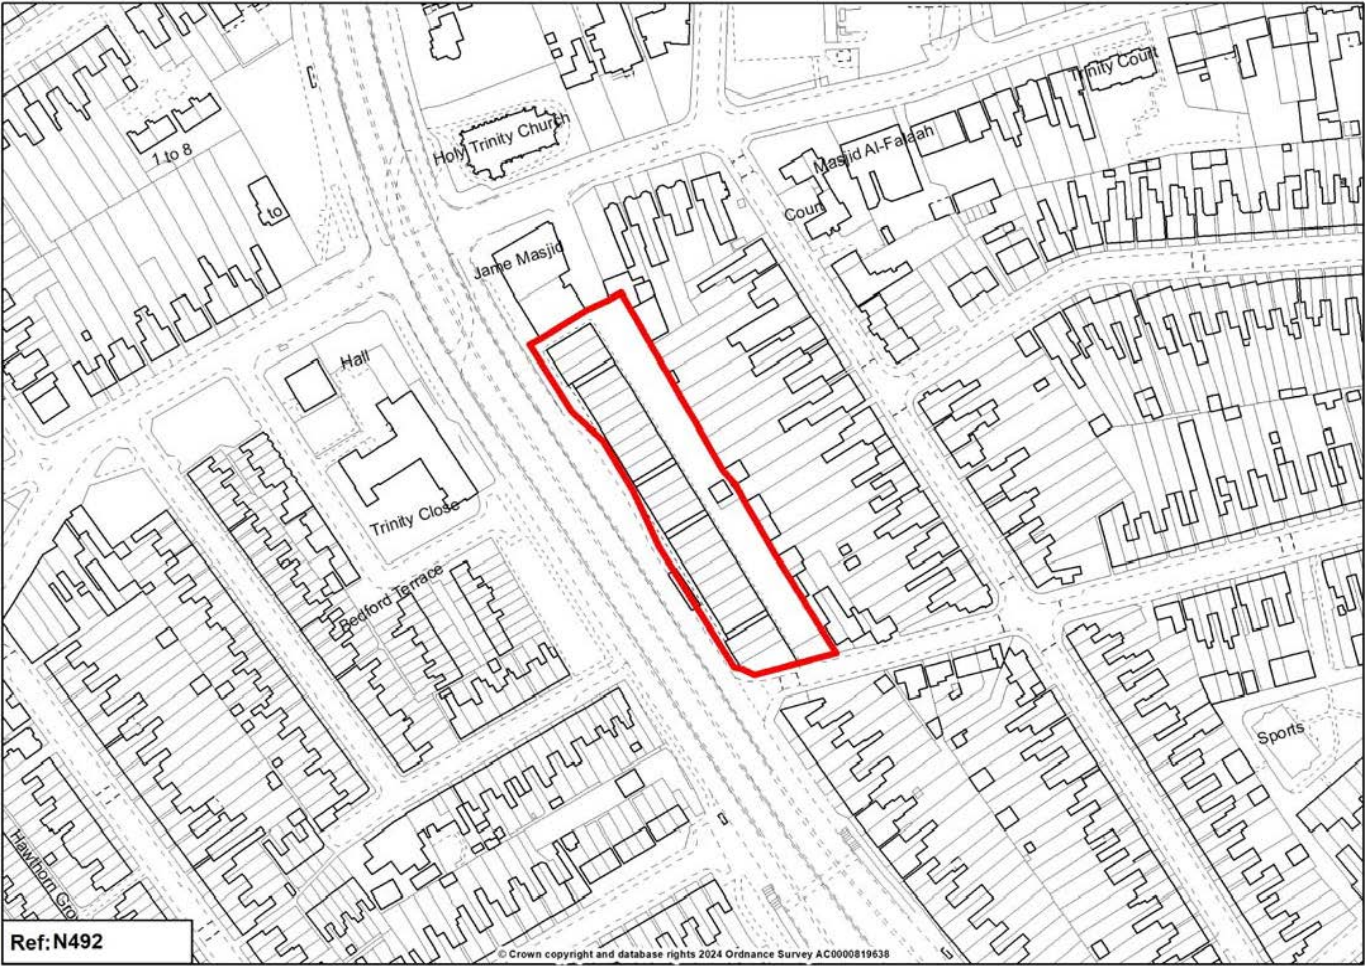 Trinity Court
Holy Trinity Church
Masjid Al-Falaah
1 to 8
1 to
Court
Jame Masjid
Hall
Trinity Close
Bedford Terrace
Sports
Hawthorn Gro
Ref: N492
© Crown copyright and database rights 2024 Ordnance Survey AC0000819638